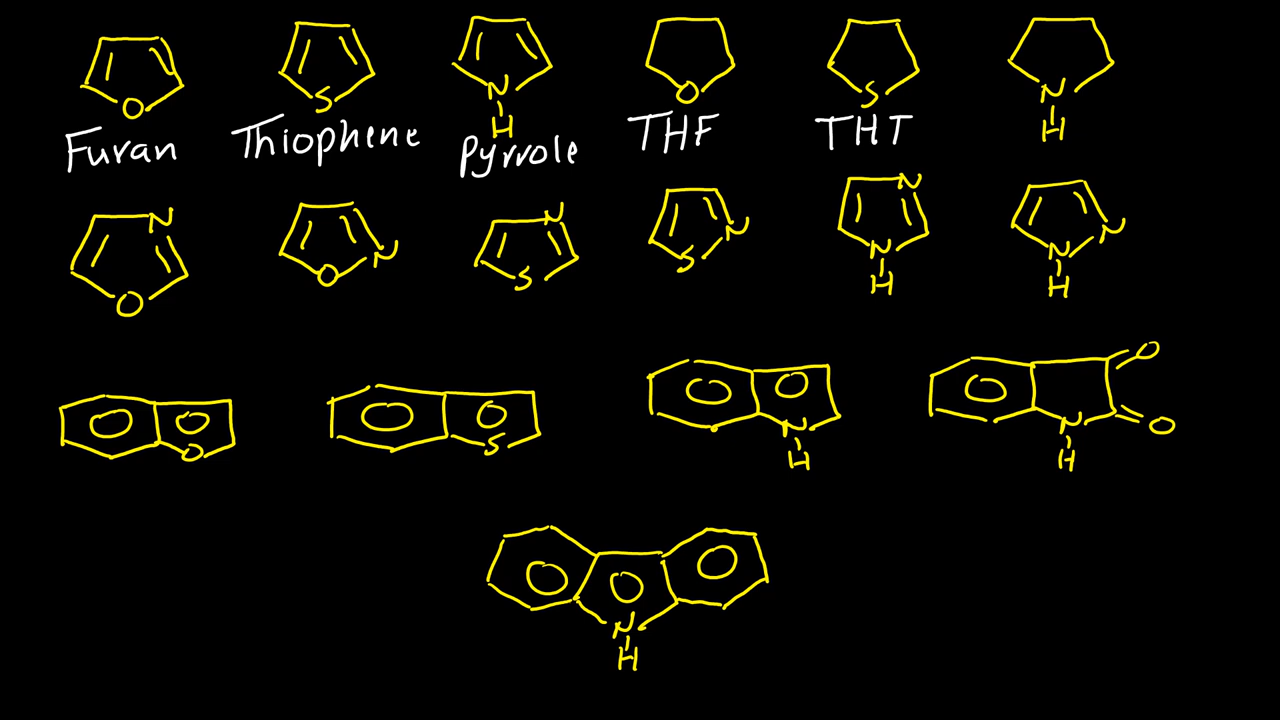 O S N O S N
H H
Furan Thiophene Pyrrole THF THT
N N N N N N
O O S S N N
H H
O S N N O O
H H
N
H